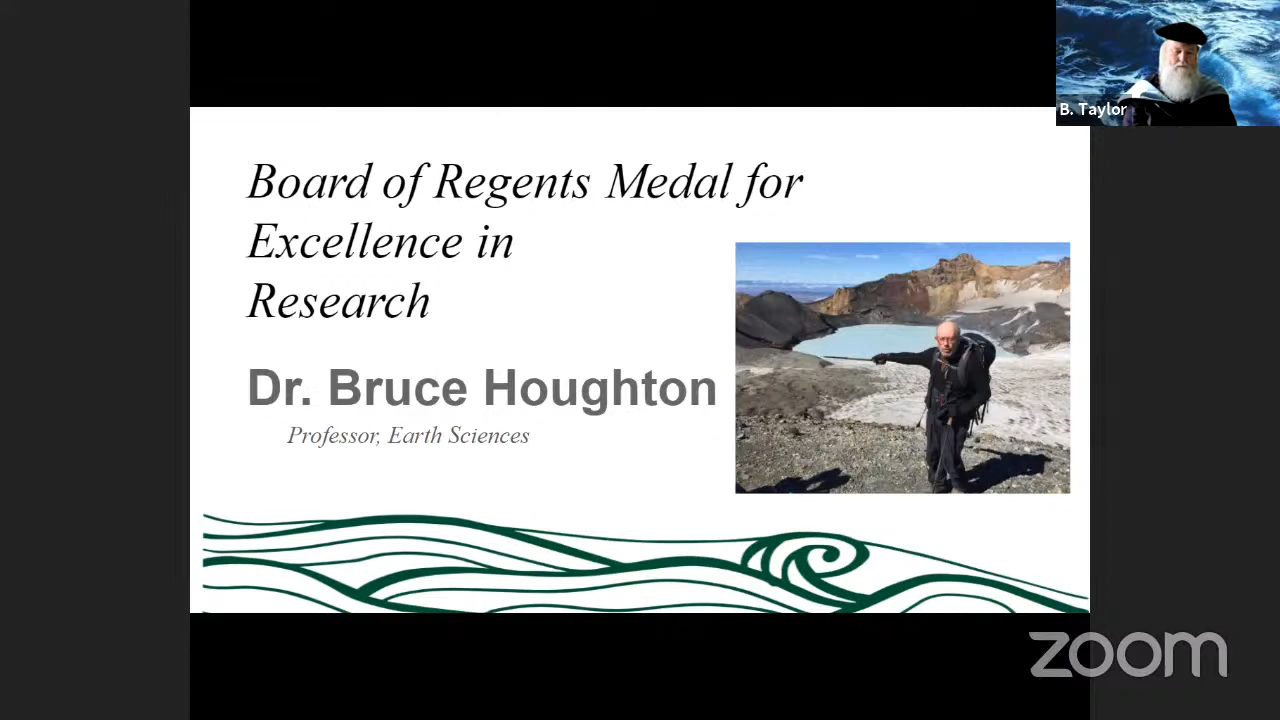 B. Taylor
Board of Regents Medal for
Excellence in
Research
Dr. Bruce Houghton
Professor, Earth Sciences
zoom